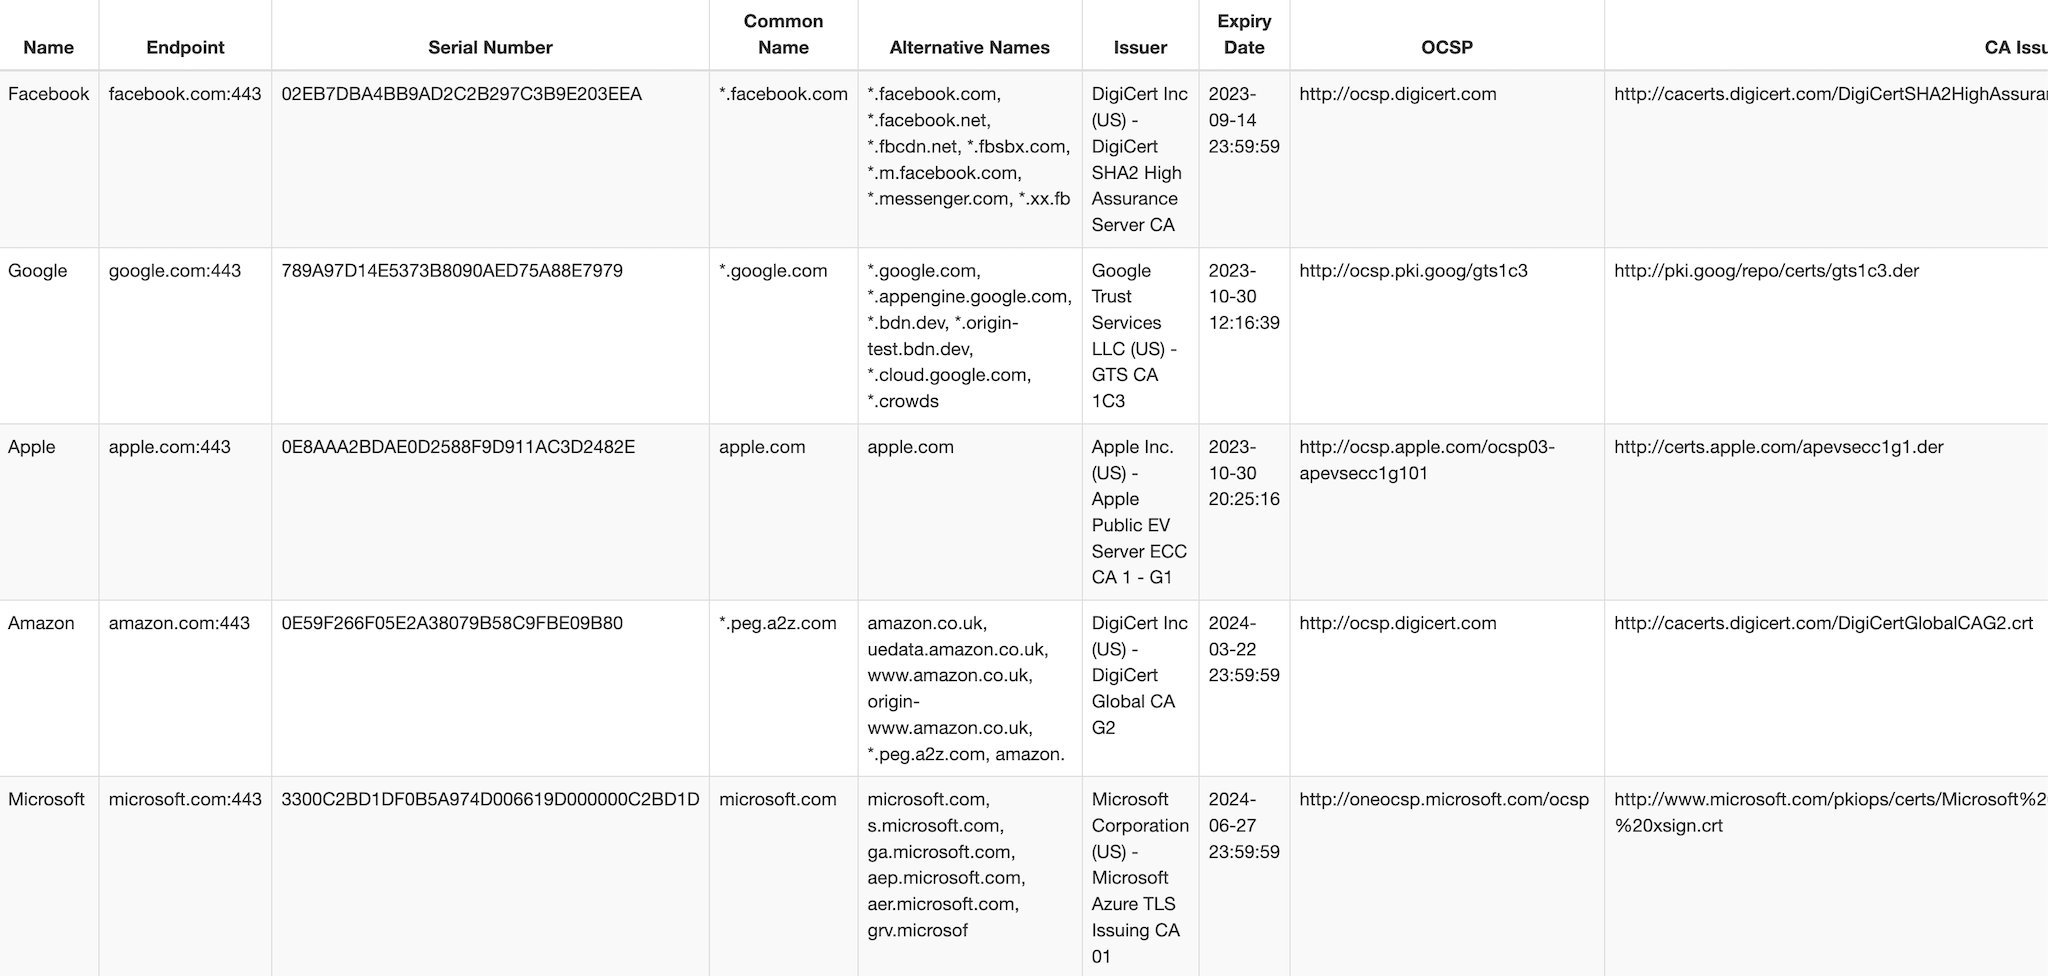 Name Endpoint Serial Number Common Name Alternative Names Issuer Expiry Date OCSP CA Issu
Facebook facebook.com:443 02EB7DBA4BB9AD2C2B297C3B9E203EEA *.facebook.com *.facebook.com, DigiCert Inc 2023- http://ocsp.digicert.com http://cacerts.digicert.com/DigiCertSHA2HighAssura
*.facebook.net, (US) - 09-14
*.fbcdn.net, *.fbsbx.com, DigiCert 23:59:59
*.m.facebook.com, SHA2 High
*.messenger.com, *.xx.fb Assurance
Server CA
Google google.com:443 789A97D14E5373B8090AED75A88E7979 *.google.com *.google.com, Google 2023- http://ocsp.pki.goog/gts1c3 http://pki.goog/repo/certs/gts1c3.der
*.appengine.google.com, Trust 10-30
*.bdn.dev, *.origin- Services 12:16:39
test.bdn.dev, LLC (US) -
*.cloud.google.com, GTS CA
*.crowds 1C3
Apple apple.com:443 0E8AAA2BDAE0D2588F9D911AC3D2482E apple.com apple.com Apple Inc. 2023- http://ocsp.apple.com/ocsp03- http://certs.apple.com/apevsecc1g1.der
(US) - 10-30 apevsecc1g101
Apple 20:25:16
Public EV
Server ECC
CA 1 - G1
Amazon amazon.com:443 0E59F266F05E2A38079B58C9FBE09B80 *.peg.a2z.com amazon.co.uk, DigiCert Inc 2024- http://ocsp.digicert.com http://cacerts.digicert.com/DigiCertGlobalCAG2.crt
uedata.amazon.co.uk, (US) - 03-22
www.amazon.co.uk, DigiCert 23:59:59
origin- Global CA
www.amazon.co.uk, G2
*.peg.a2z.com, amazon.
Microsoft microsoft.com:443 3300C2BD1DF0B5A974D006619D000000C2BD1D microsoft.com microsoft.com, Microsoft 2024- http://oneocsp.microsoft.com/ocsp http://www.microsoft.com/pkiops/certs/Microsoft%2
s.microsoft.com, Corporation 06-27 %20xsign.crt
ga.microsoft.com, (US) - 23:59:59
aep.microsoft.com, Microsoft
aer.microsoft.com, Azure TLS
grv.microsof Issuing CA
01